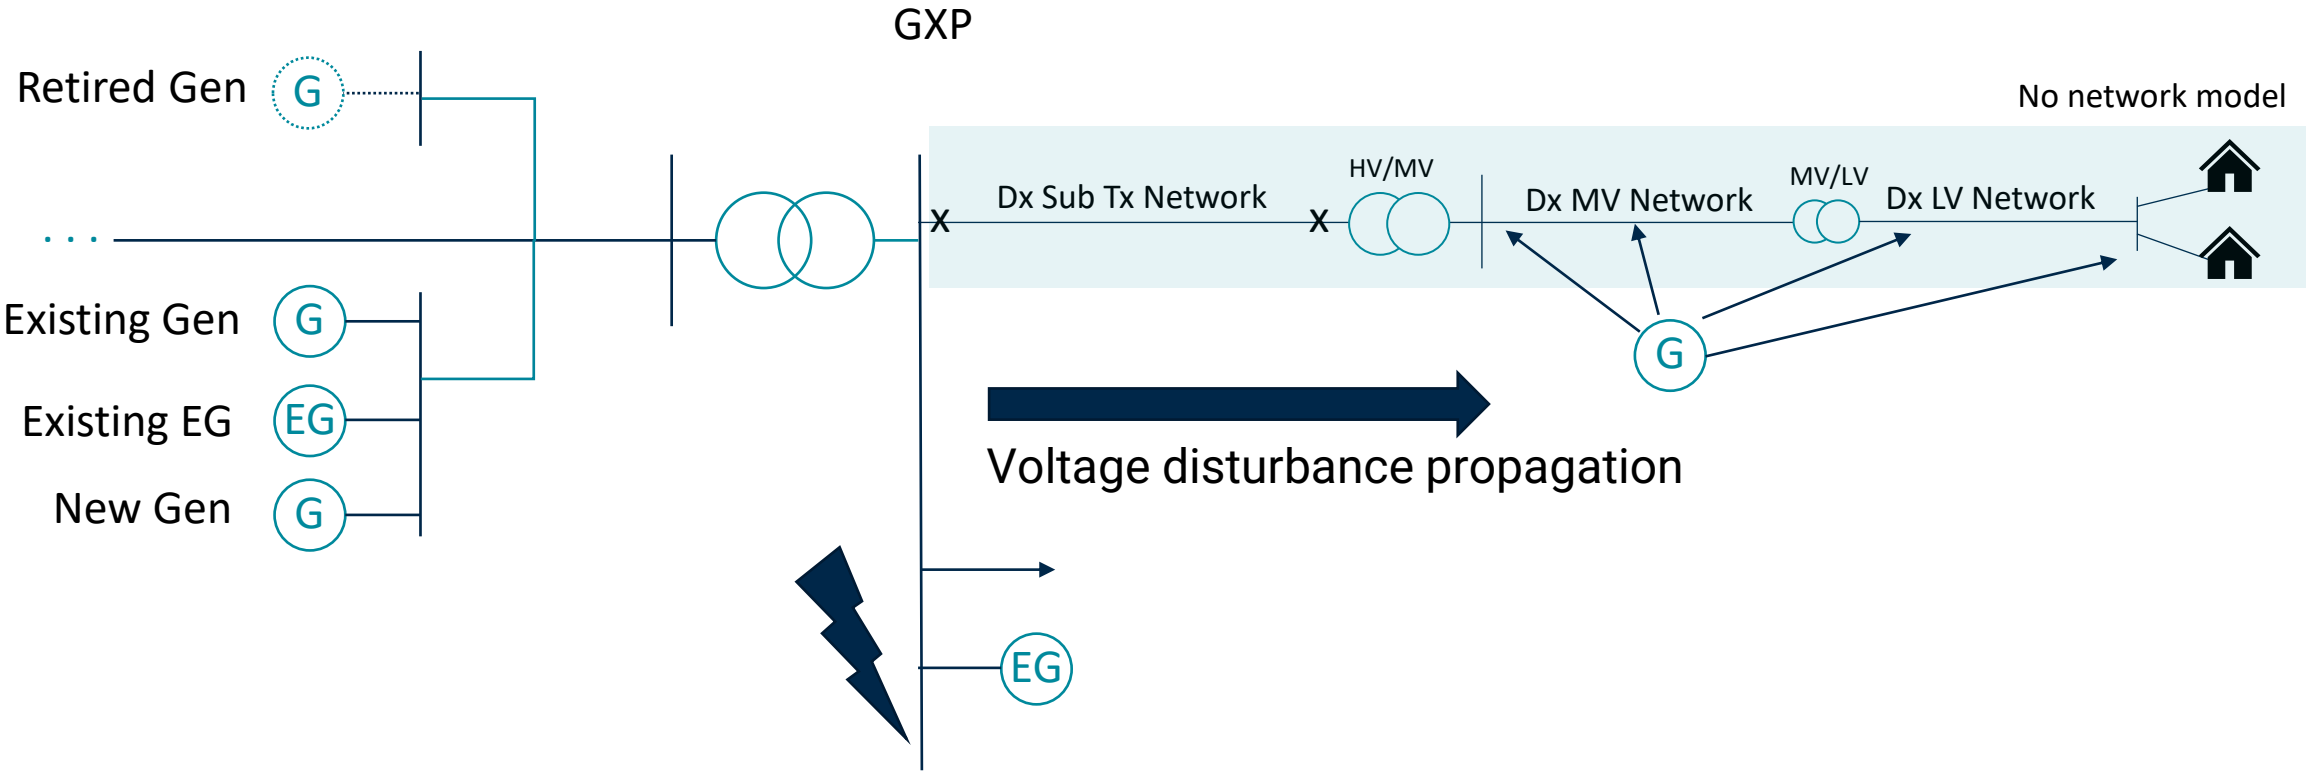 GXP
Retired Gen
G
No network model
HV/MV
MV/LV
Dx Sub Tx Network
Dx MV Network
Dx LV Network
X
X
. . .
Existing Gen
G
G
Existing EG
EG
Voltage disturbance propagation
New Gen
G
EG